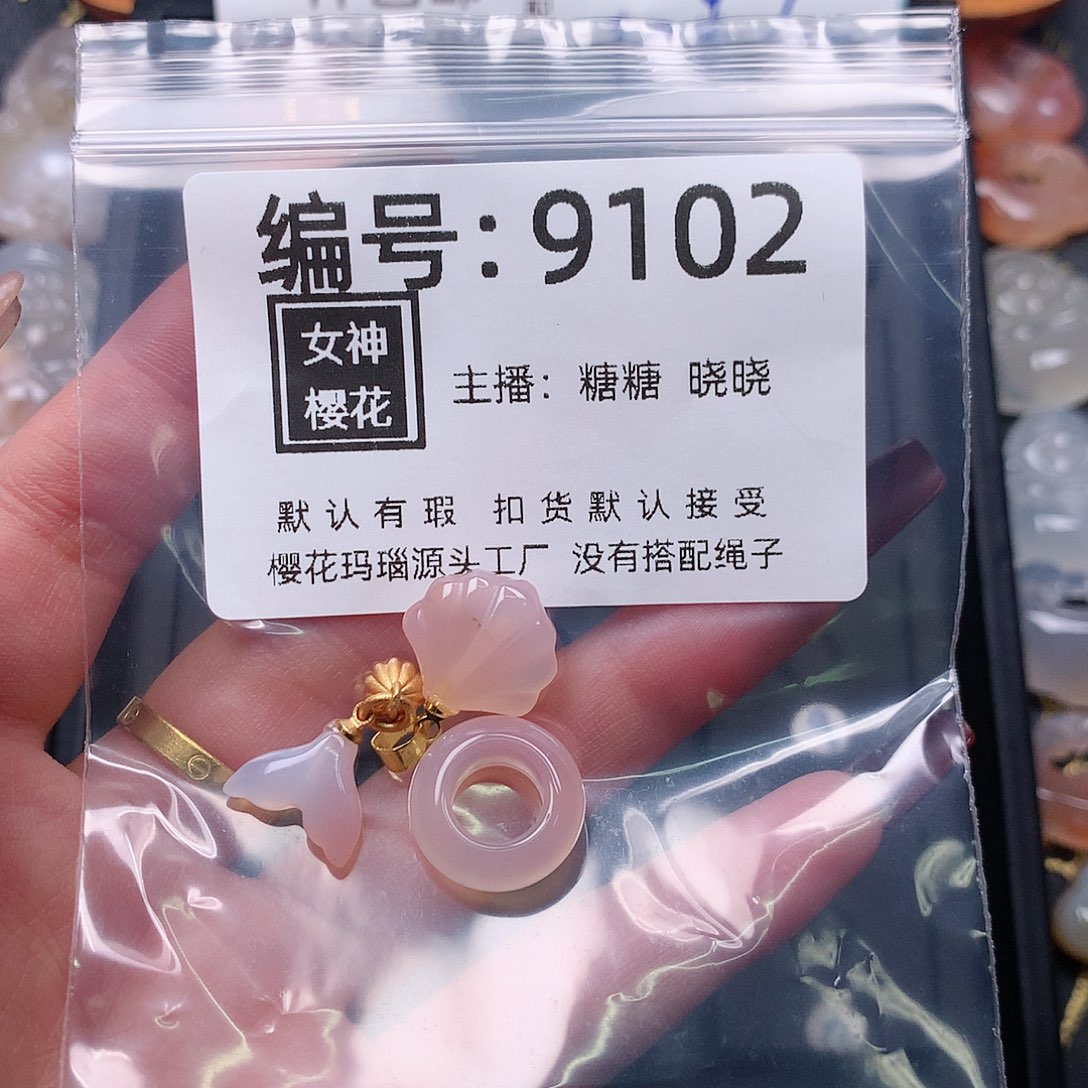 编号：9102
女神
樱花
主播：糖糖 晓晓
默认有瑕 扣货默认接受
樱花玛瑙源头工厂 没有搭配绳子